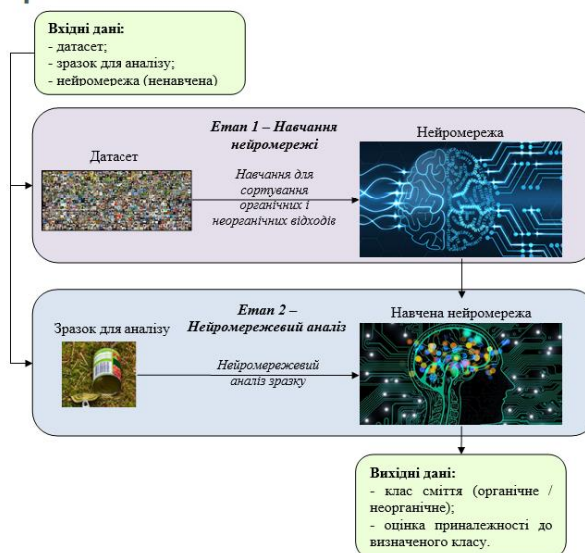 Вхідні дані:
- датасет;
- зразок для аналізу;
- нейромережа (ненавчена)
Етап 1 – Навчання
нейромережі
Нейромережа
Датасет
Навчання для
сортування
органічних і
неорганічних відходів
Етап 2 –
Нейромережевий аналіз
Навчена нейромережа
Зразок для аналізу
Нейромережевий
аналіз зразку
Вихідні дані:
- клас сміття (органічне /
неорганічне);
- оцінка приналежності до
визначеного класу.